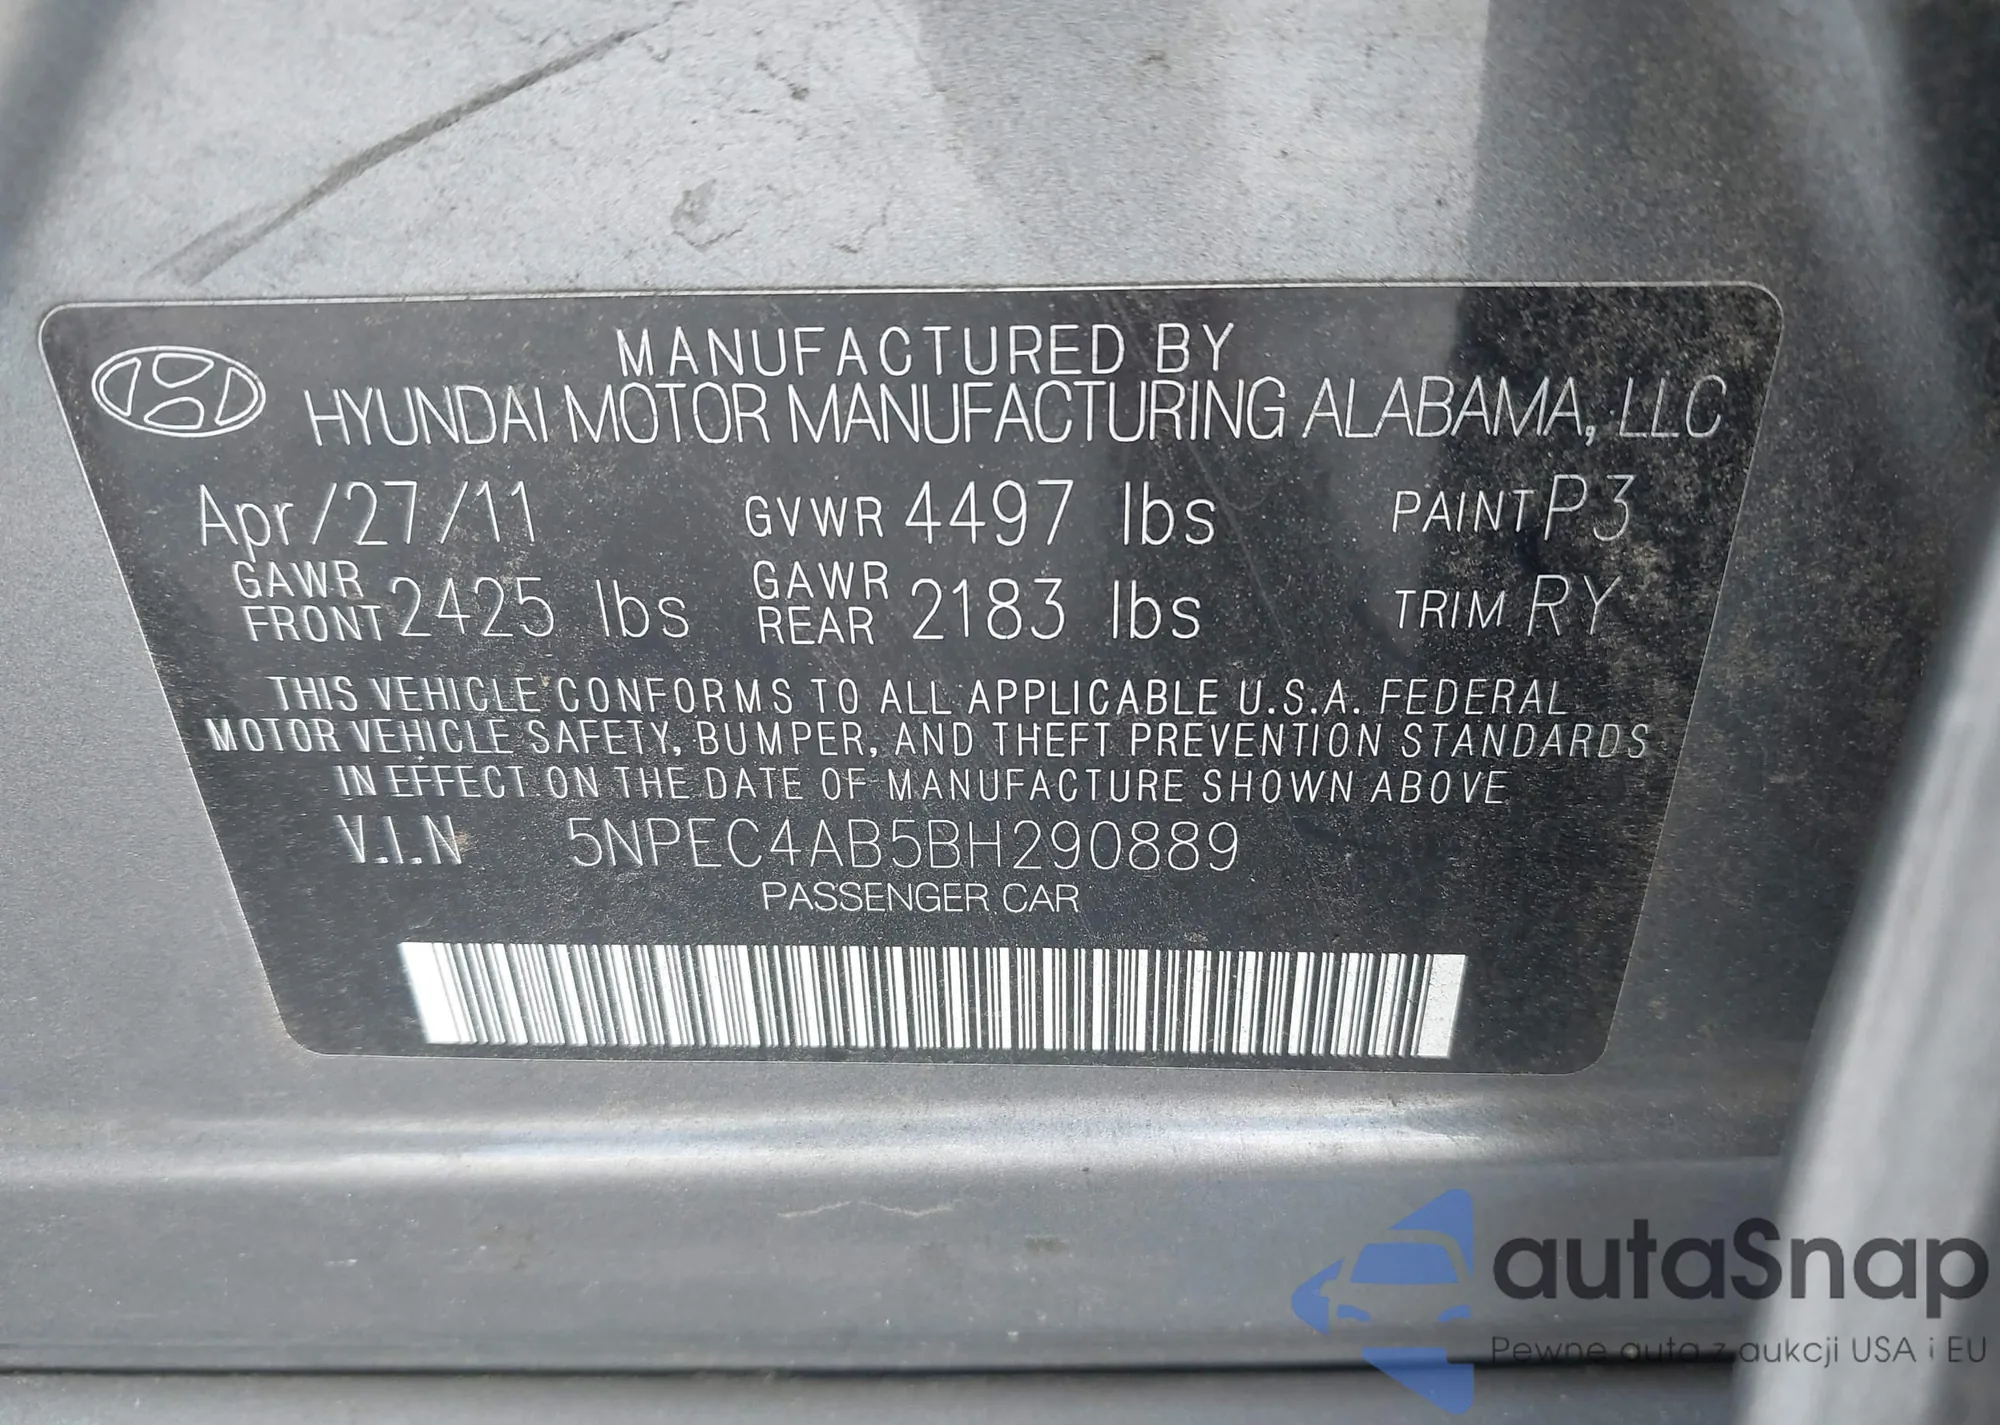 MANUFACTURED BY
HYUNDAI MOTOR MANUFACTURING ALABAMA, LLC
Apr/27/11 GVWR 4497 lbs PAINT P3
GAWR FRONT 2425 lbs GAWR REAR 2183 lbs TRIM RY
THIS VEHICLE CONFORMS TO ALL APPLICABLE U.S.A. FEDERAL
MOTOR VEHICLE SAFETY, BUMPER, AND THEFT PREVENTION STANDARDS
IN EFFECT ON THE DATE OF MANUFACTURE SHOWN ABOVE
V.I.N 5NPEC4AB5BH290889
PASSENGER CAR
autaSnap
Pewne auta z aukcji USA i EU